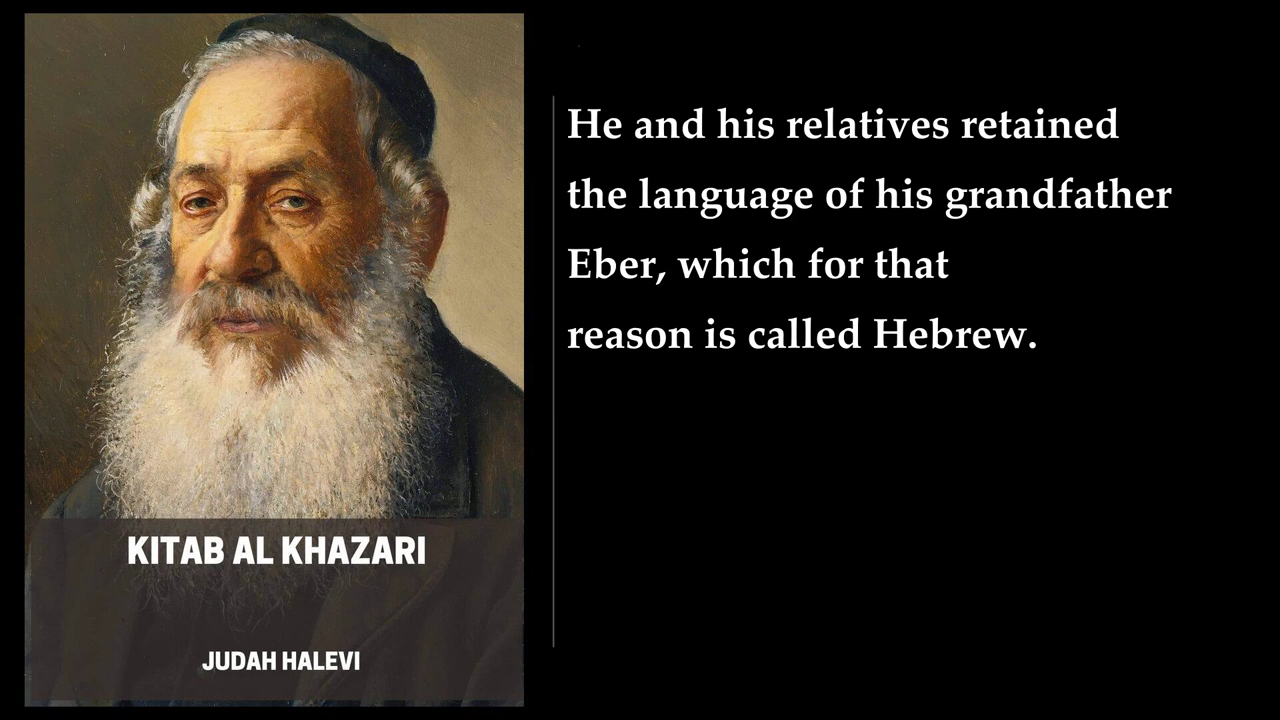 KITAB AL KHAZARI
JUDAH HALEVI
He and his relatives retained
the language of his grandfather
Eber, which for that
reason is called Hebrew.